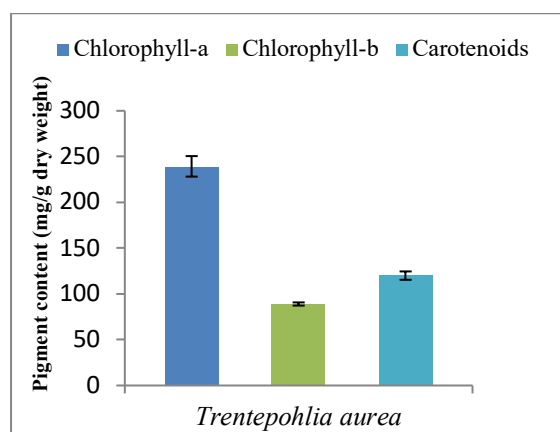 Chlorophyll-a Chlorophyll-b Carotenoids
Pigment content (mg/g dry weight)
300
250
200
150
100
50
0
Trentepohlia aurea